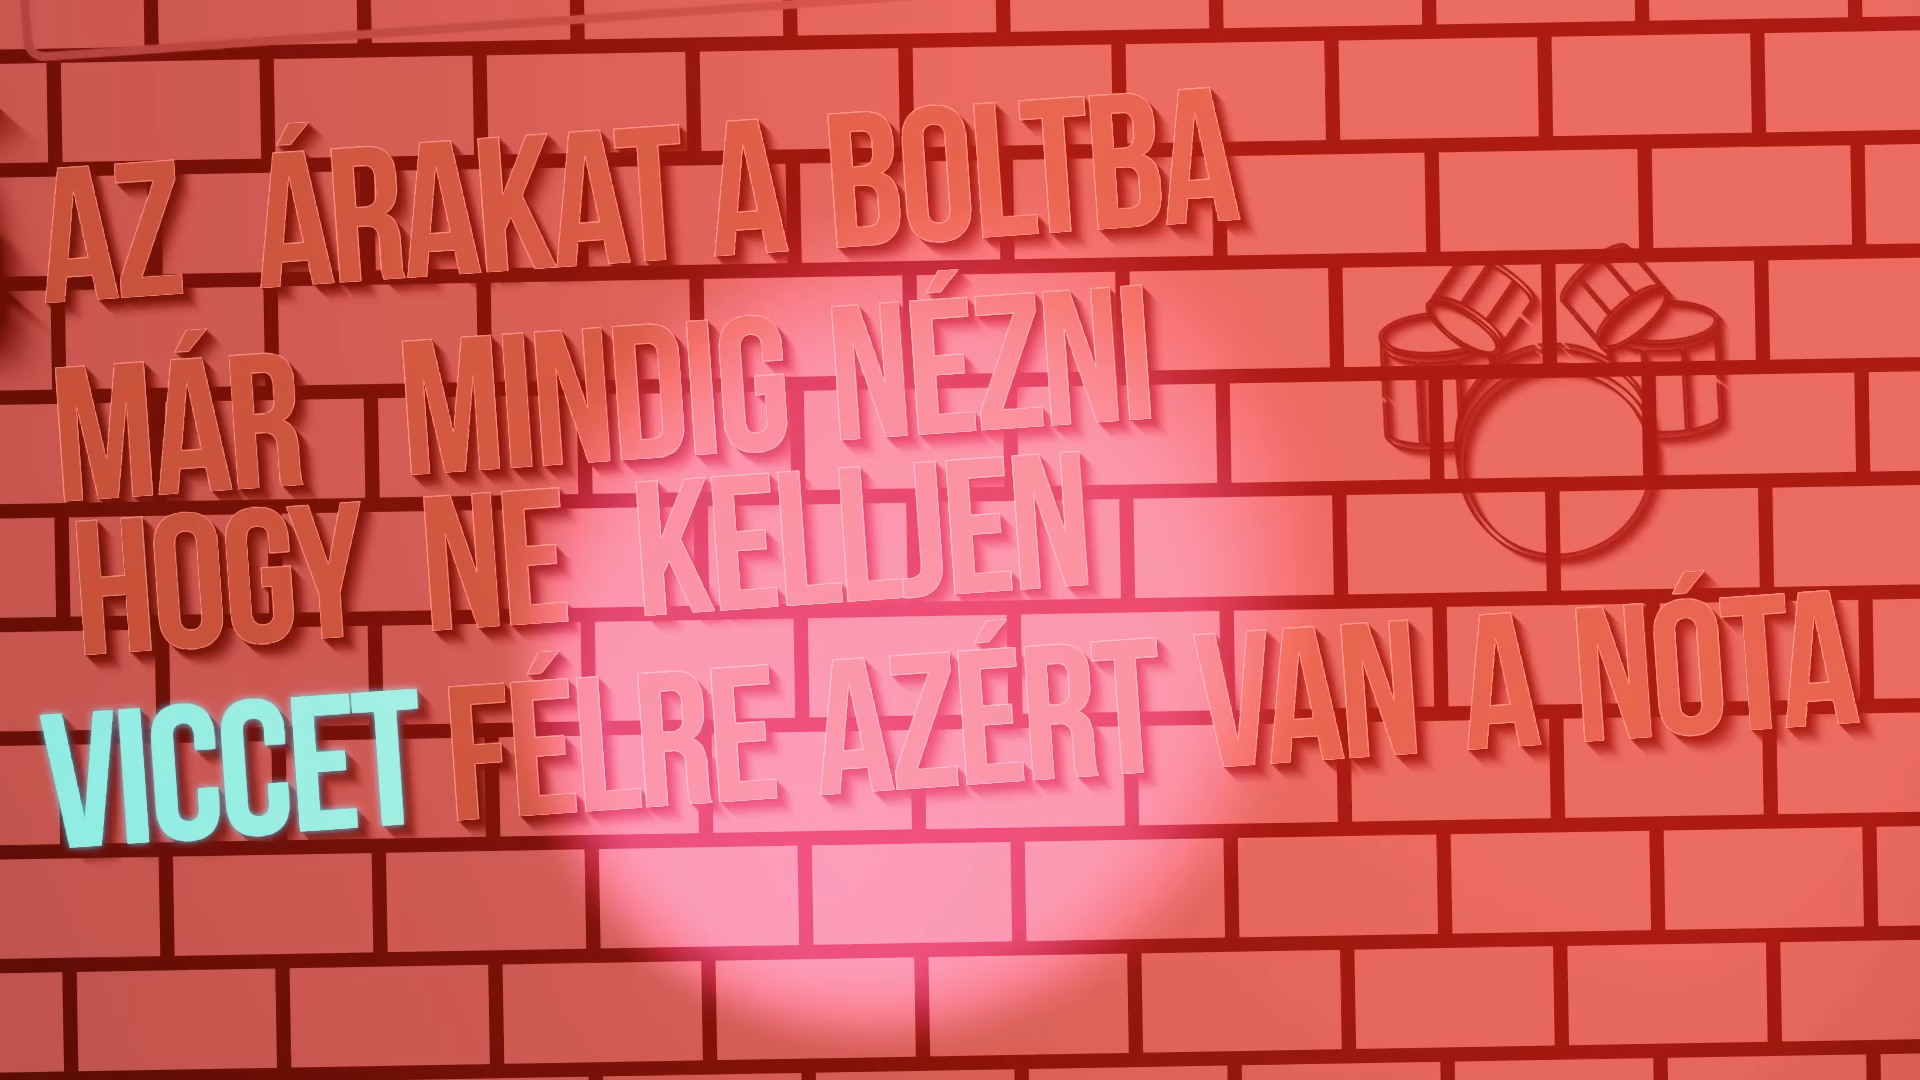 AZ ÁRAKAT A BOLTBA
MÁR MINDIG NÉZNI
HOGY NE KELLJEN
VICCET FÉLRE AZÉRT VAN A NÓTA